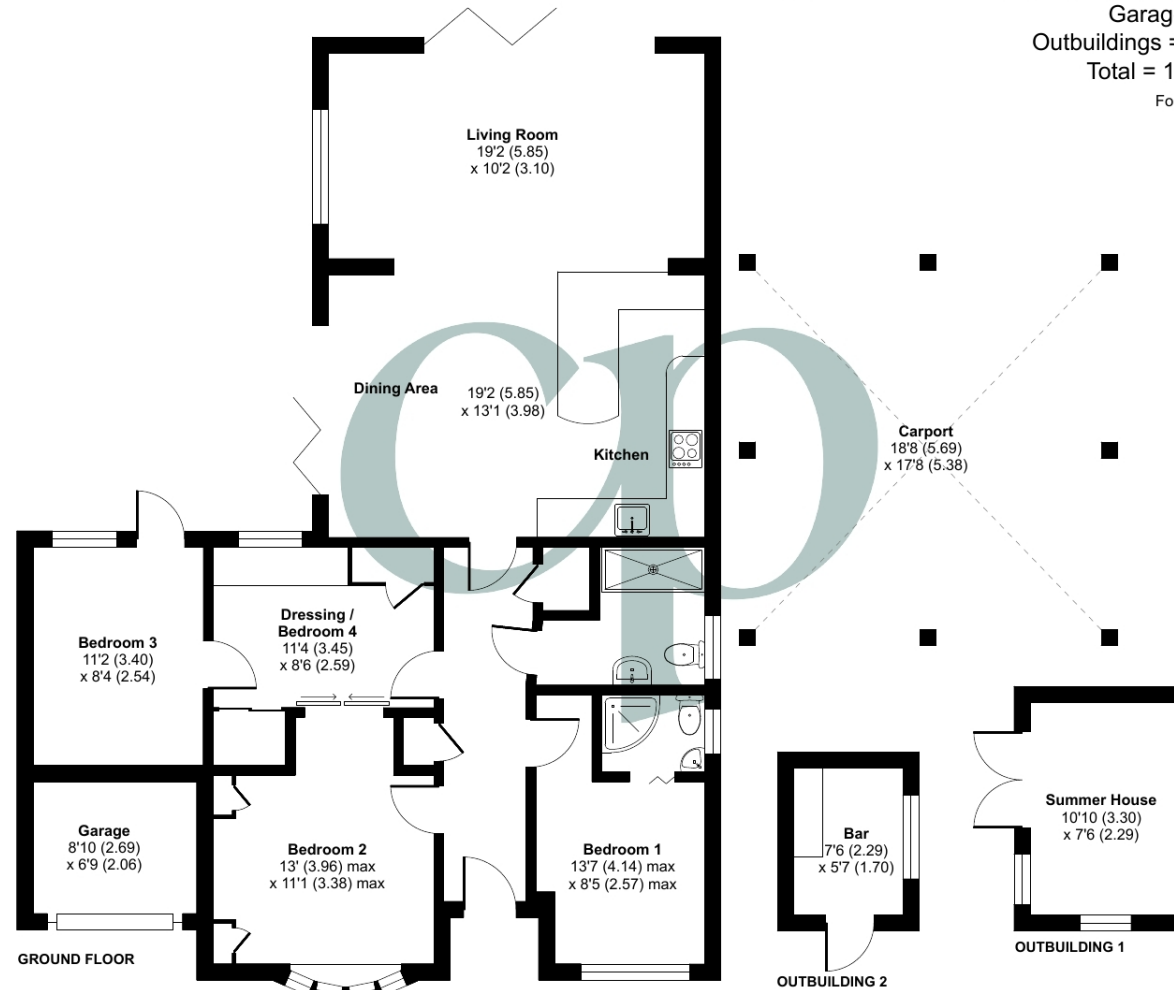 Garag
Outbuildings =
Total = 1
Fo
Living Room
19'2 (5.85)
x 10'2 (3.10)
Dining Area
19'2 (5.85)
x 13'1 (3.98)
Kitchen
Carport
18'8 (5.69)
x 17'8 (5.38)
Dressing /
Bedroom 4
11'4 (3.45)
x 8'6 (2.59)
Bedroom 3
11'2 (3.40)
x 8'4 (2.54)
Garage
8'10 (2.69)
x 6'9 (2.06)
Bedroom 2
13' (3.96) max
x 11'1 (3.38) max
Bedroom 1
13'7 (4.14) max
x 8'5 (2.57) max
Bar
7'6 (2.29)
x 5'7 (1.70)
Summer House
10'10 (3.30)
x 7'6 (2.29)
GROUND FLOOR
OUTBUILDING 2
OUTBUILDING 1
cp